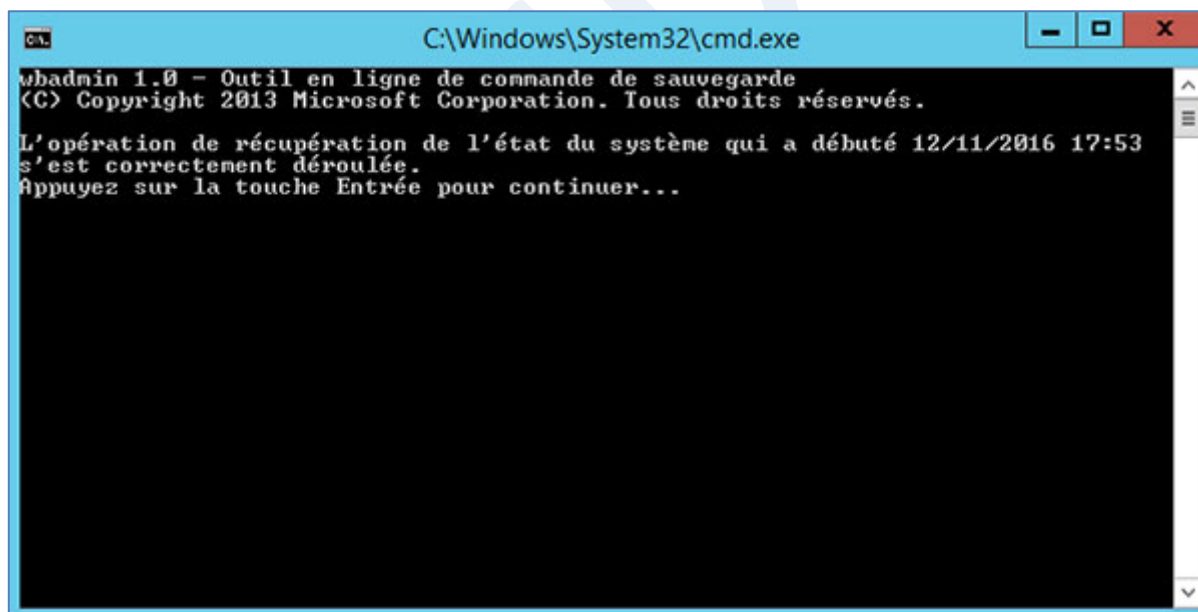 C:\Windows\System32\cmd.exe
wbadmin 1.0 - Outil en ligne de commande de sauvegarde
(C) Copyright 2013 Microsoft Corporation. Tous droits réservés.
L'opération de récupération de l'état du système qui a débuté 12/11/2016 17:53
s'est correctement déroulée.
Appuyez sur la touche Entrée pour continuer...